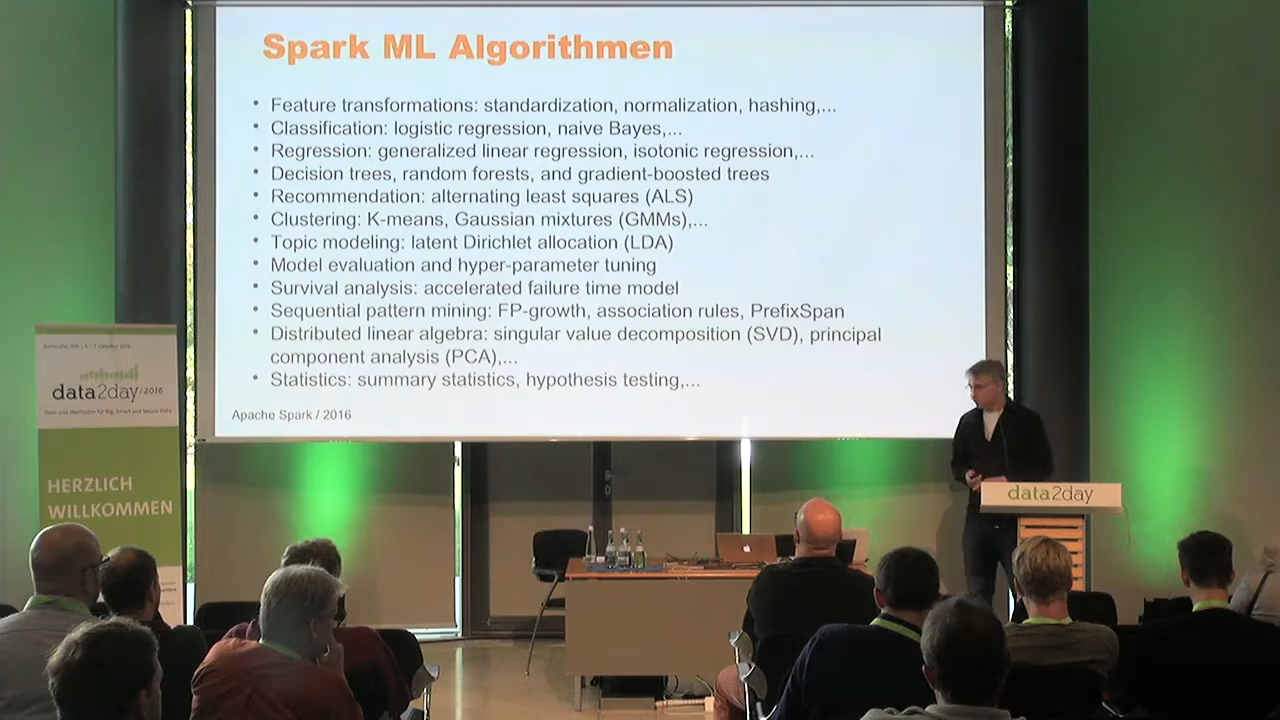 Spark ML Algorithmen
• Feature transformations: standardization, normalization, hashing,...
• Classification: logistic regression, naive Bayes,...
• Regression: generalized linear regression, isotonic regression,...
• Decision trees, random forests, and gradient-boosted trees
• Recommendation: alternating least squares (ALS)
• Clustering: K-means, Gaussian mixtures (GMMs),...
• Topic modeling: latent Dirichlet allocation (LDA)
• Model evaluation and hyper-parameter tuning
• Survival analysis: accelerated failure time model
• Sequential pattern mining: FP-growth, association rules, PrefixSpan
• Distributed linear algebra: singular value decomposition (SVD), principal
component analysis (PCA),...
• Statistics: summary statistics, hypothesis testing,...
Apache Spark / 2016
data2day/2016
HERZLICH
WILLKOMMEN
data2day